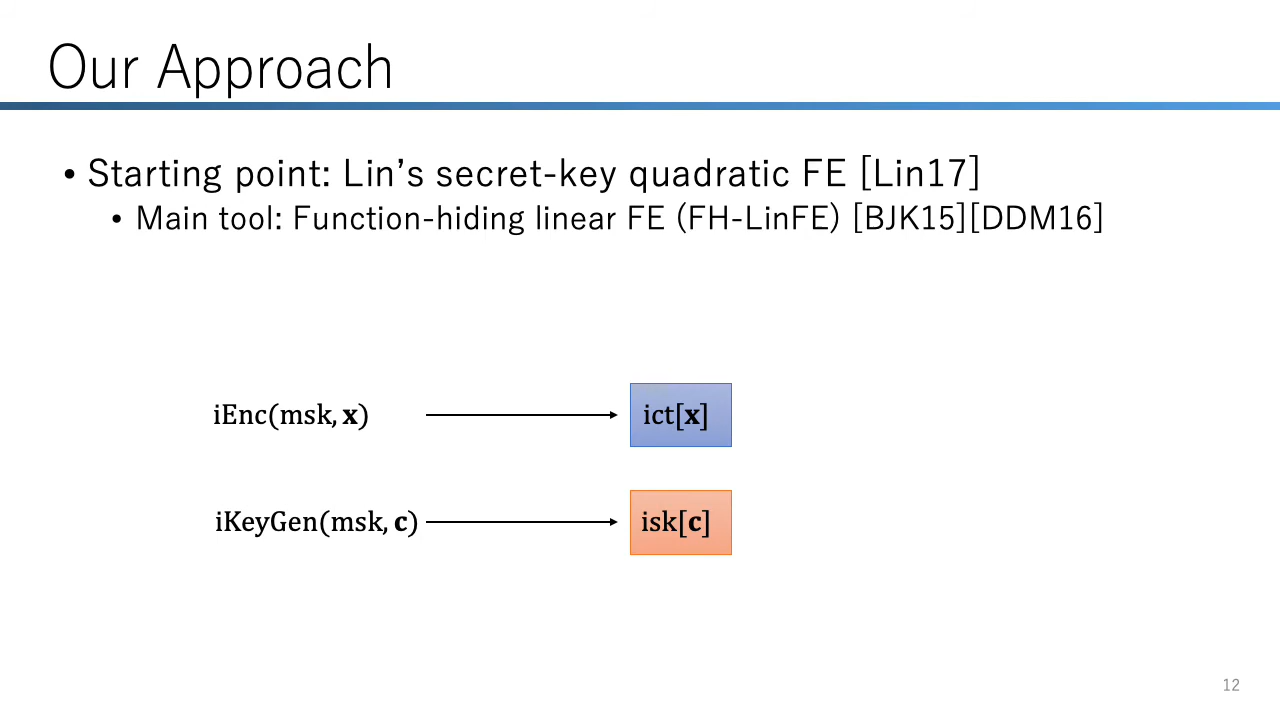 Our Approach
• Starting point: Lin’s secret-key quadratic FE [Lin17]
• Main tool: Function-hiding linear FE (FH-LinFE) [BJK15][DDM16]
iEnc(msk, x)
ict[x]
iKeyGen(msk, c)
isk[c]
12